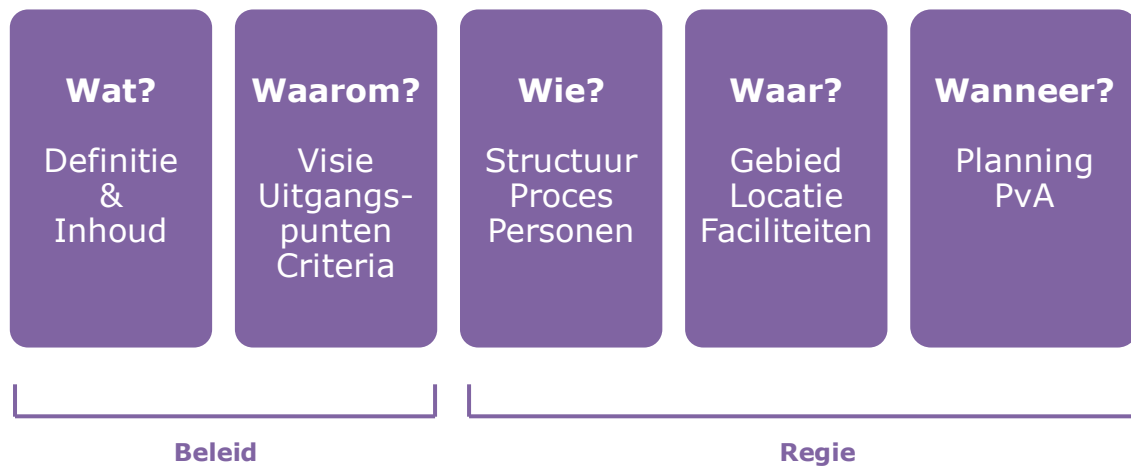 Wat?
Definitie
&
Inhoud
Waarom?
Visie
Uitgangs-
punten
Criteria
Wie?
Structuur
Proces
Personen
Waar?
Gebied
Locatie
Faciliteiten
Wanneer?
Planning
PvA
Beleid
Regie